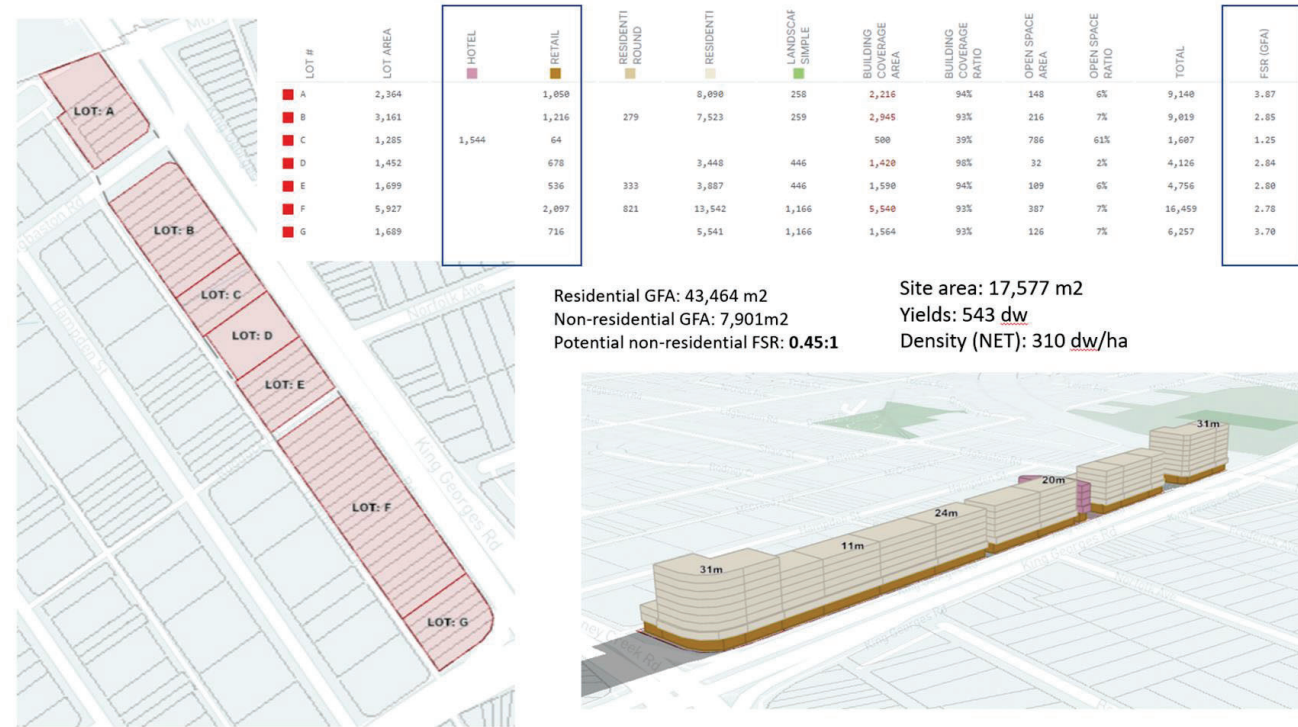 LOT #
LOT AREA
HOTEL
RETAIL
RESIDENTI
ROUND
RESIDENTI
LANDSCAP
SIMPLE
BUILDING
COVERAGE
AREA
BUILDING
COVERAGE
RATIO
OPEN SPACE
AREA
OPEN SPACE
RATIO
TOTAL
FSR (GFA)
A 2,364 1,050 8,090 258 2,216 94% 148 6% 9,140 3.87
B 3,161 1,216 279 7,523 259 2,945 93% 216 7% 9,019 2.85
C 1,285 1,544 64 500 39% 786 61% 1,607 1.25
D 1,452 678 3,448 446 1,420 98% 32 2% 4,126 2.84
E 1,699 536 333 3,887 446 1,590 94% 109 6% 4,756 2.80
F 5,927 2,097 821 13,542 1,166 5,540 93% 387 7% 16,459 2.78
G 1,689 716 5,541 1,166 1,564 93% 126 7% 6,257 3.70
LOT: A
LOT: B
LOT: C
LOT: D
LOT: E
LOT: F
LOT: G
Norfolk Ave
Hampden St
King Georges Rd
Residential GFA: 43,464 m2
Non-residential GFA: 7,901m2
Potential non-residential FSR: 0.45:1
Site area: 17,577 m2
Yields: 543 dw
Density (NET): 310 dw/ha
31m
20m
24m
11m
31m
King Georges Rd
King Georges Rd
ney Creek Rd